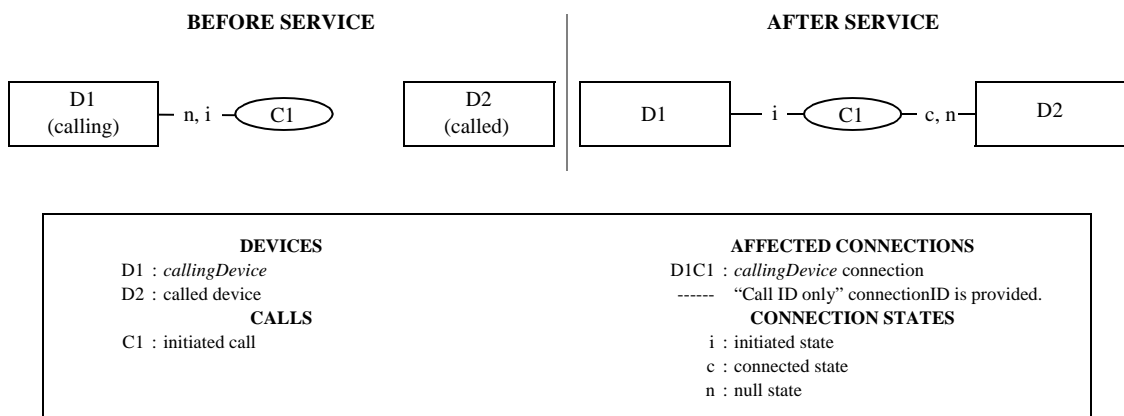 BEFORE SERVICE
AFTER SERVICE
D1
(calling)
n, i
C1
D2
(called)
D1
i
C1
c, n
D2
DEVICES
D1 : callingDevice
D2 : called device
CALLS
C1 : initiated call
AFFECTED CONNECTIONS
D1C1 : callingDevice connection
------ “Call ID only” connectionID is provided.
CONNECTION STATES
i : initiated state
c : connected state
n : null state